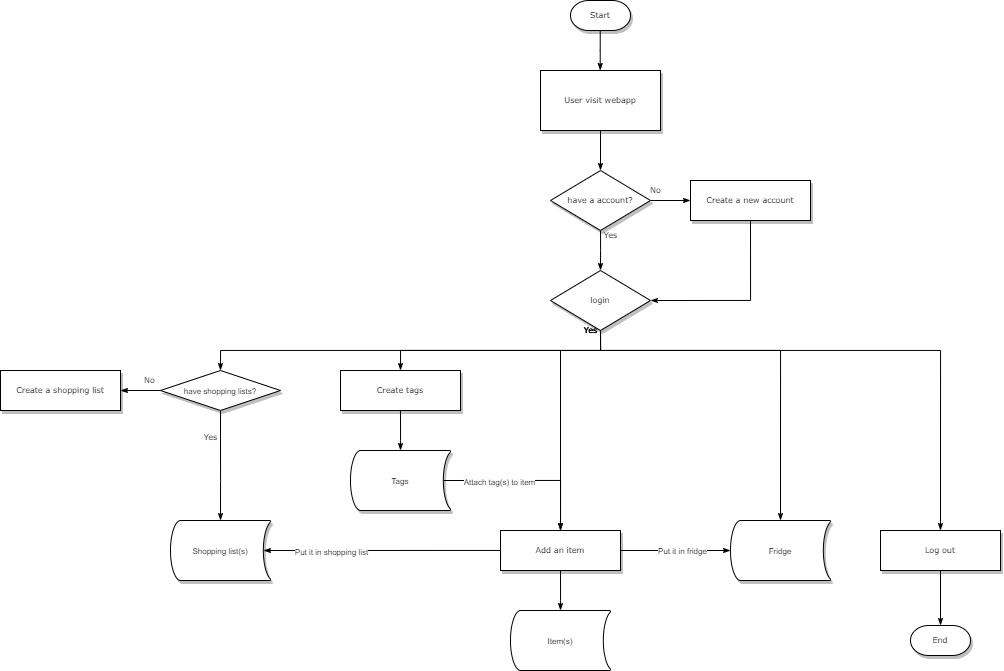 Start
User visit webapp
have a account?
No
Create a new account
Yes
login
Yes
Create a shopping list
No
have shopping lists?
Create tags
Yes
Tags
Attach tag(s) to item
Shopping list(s)
Put it in shopping list
Add an item
Put it in fridge
Fridge
Log out
Item(s)
End